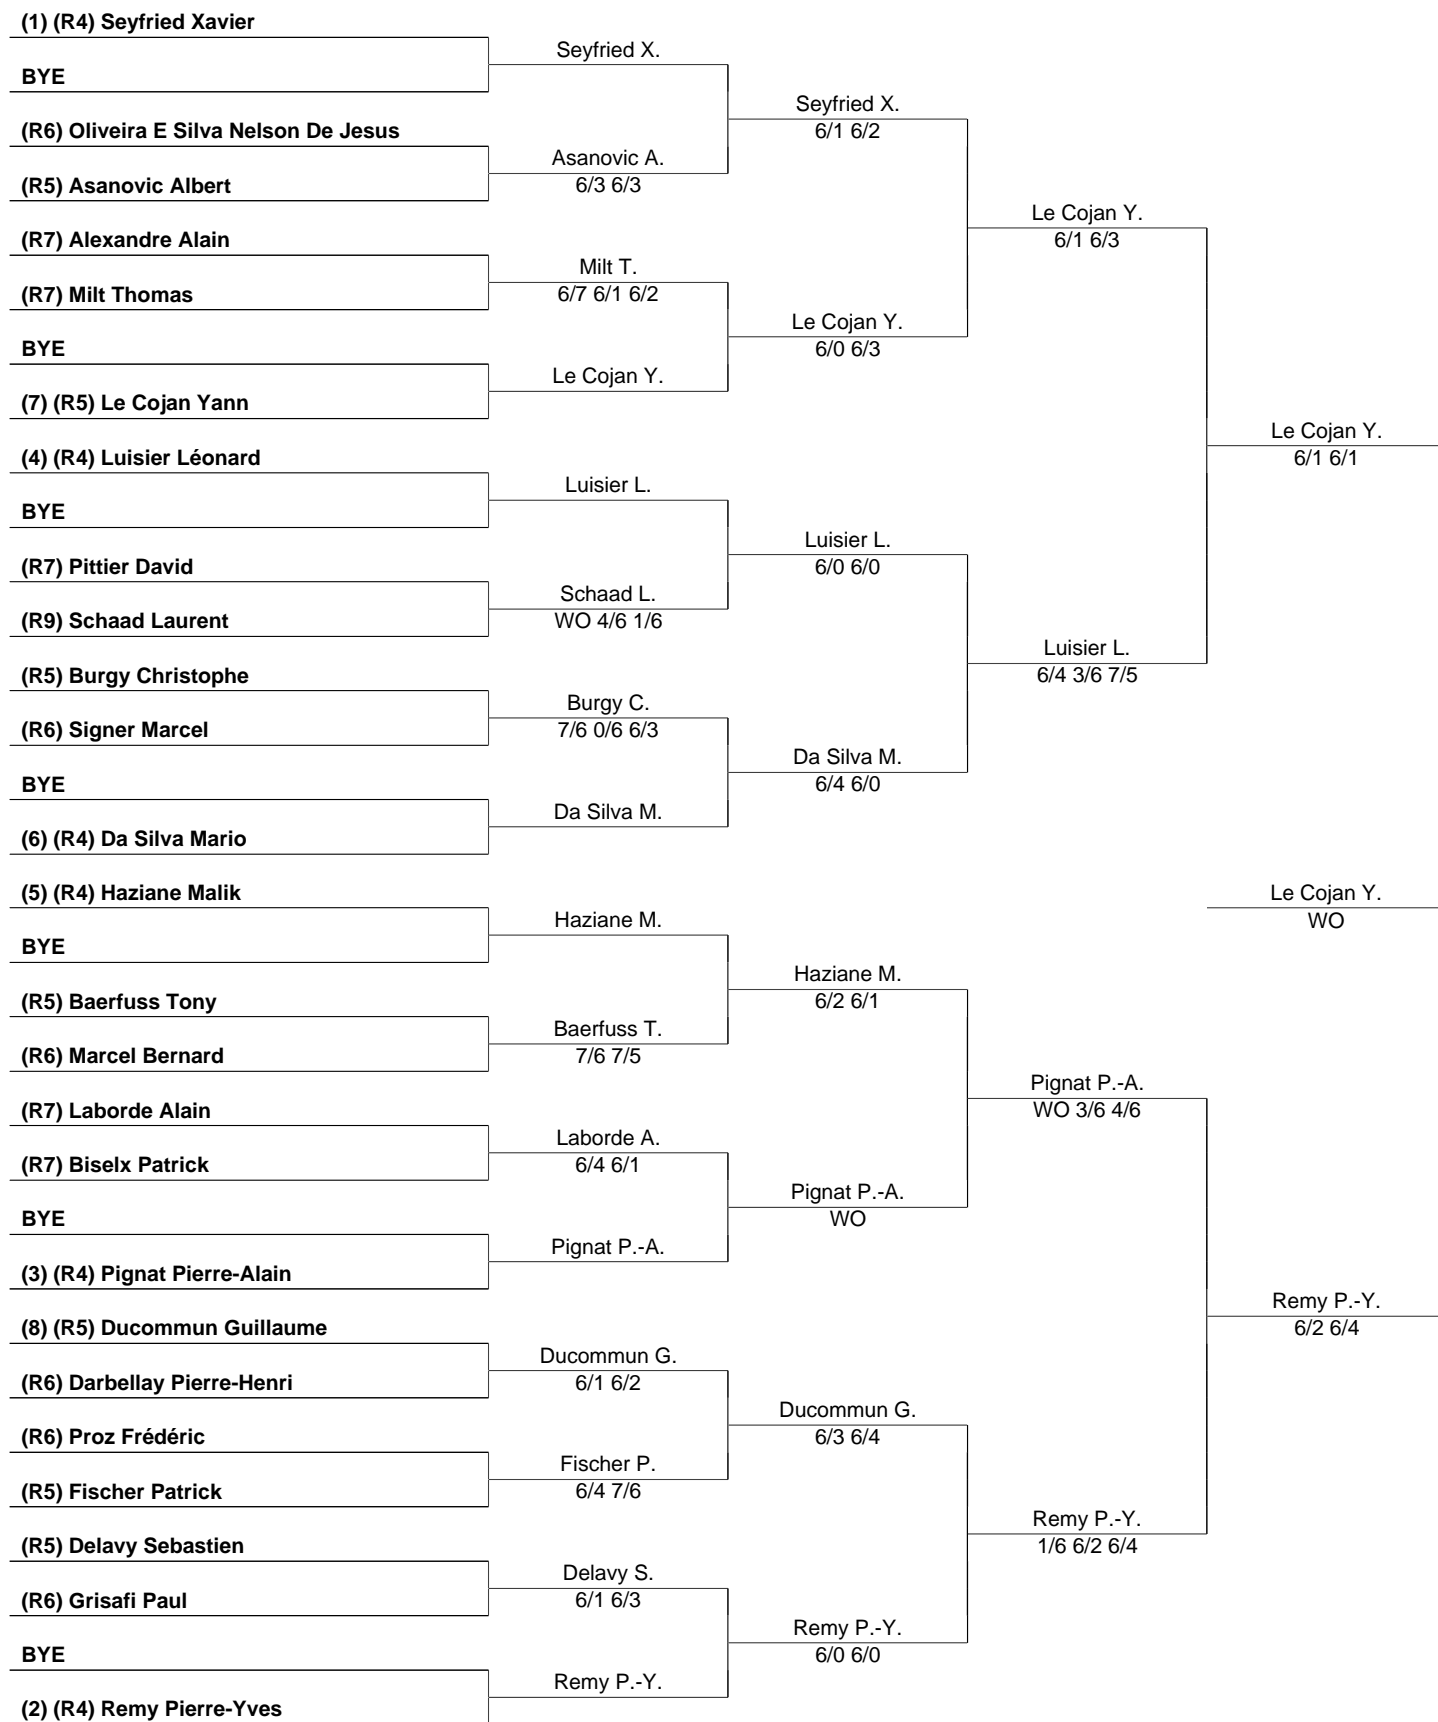 (1) (R4) Seyfried Xavier
Seyfried X.
BYE
Seyfried X.
6/1 6/2
(R6) Oliveira E Silva Nelson De Jesus
Asanovic A.
6/3 6/3
(R5) Asanovic Albert
Le Cojan Y.
6/1 6/3
(R7) Alexandre Alain
Milt T.
6/7 6/1 6/2
(R7) Milt Thomas
Le Cojan Y.
6/0 6/3
BYE
Le Cojan Y.
(7) (R5) Le Cojan Yann
Le Cojan Y.
6/1 6/1
(4) (R4) Luisier Léonard
Luisier L.
BYE
Luisier L.
6/0 6/0
(R7) Pittier David
Schaad L.
WO 4/6 1/6
(R9) Schaad Laurent
Luisier L.
6/4 3/6 7/5
(R5) Burgy Christophe
Burgy C.
7/6 0/6 6/3
(R6) Signer Marcel
Da Silva M.
6/4 6/0
BYE
Da Silva M.
(6) (R4) Da Silva Mario
(5) (R4) Haziane Malik
Le Cojan Y.
WO
Haziane M.
BYE
Haziane M.
6/2 6/1
(R5) Baerfuss Tony
Baerfuss T.
7/6 7/5
(R6) Marcel Bernard
Pignat P.-A.
WO 3/6 4/6
(R7) Laborde Alain
Laborde A.
6/4 6/1
(R7) Biselx Patrick
Pignat P.-A.
WO
BYE
Pignat P.-A.
(3) (R4) Pignat Pierre-Alain
Remy P.-Y.
6/2 6/4
(8) (R5) Ducommun Guillaume
Ducommun G.
6/1 6/2
(R6) Darbellay Pierre-Henri
Ducommun G.
6/3 6/4
(R6) Proz Frédéric
Fischer P.
6/4 7/6
(R5) Fischer Patrick
Remy P.-Y.
1/6 6/2 6/4
(R5) Delavy Sebastien
Delavy S.
6/1 6/3
(R6) Grisafi Paul
Remy P.-Y.
6/0 6/0
BYE
Remy P.-Y.
(2) (R4) Remy Pierre-Yves